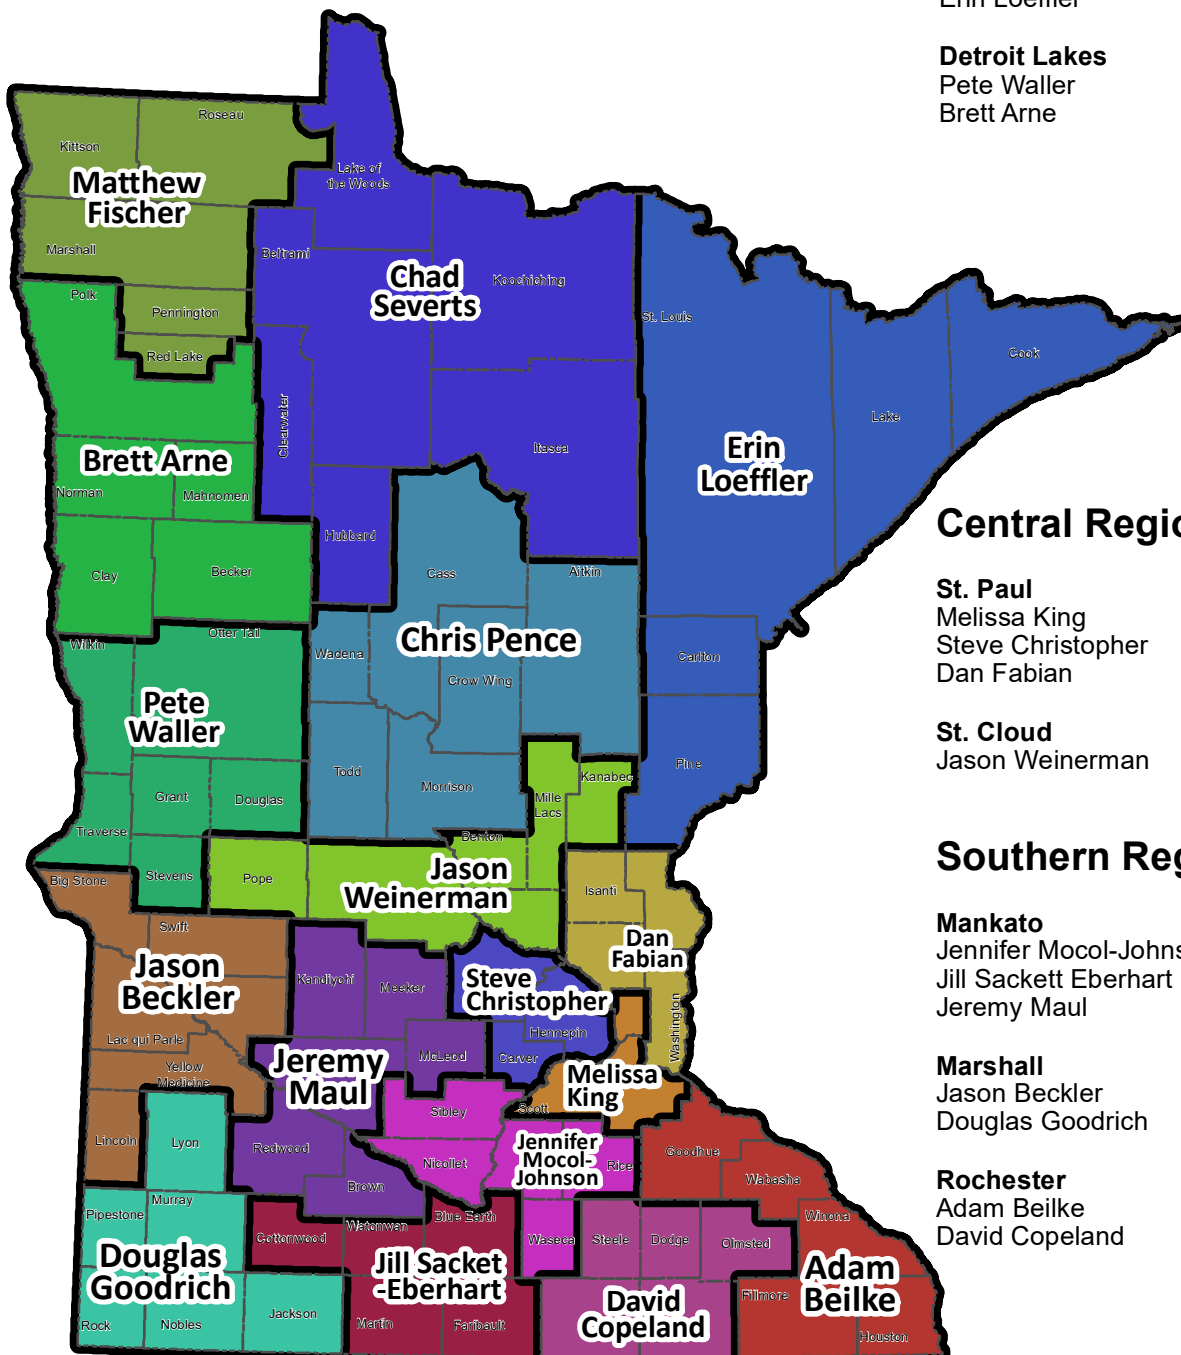 Erin Loeffler
Detroit Lakes
Pete Waller
Brett Arne
Roseau
Kittson
Lake of
the Woods
Matthew
Fischer
Marshall
Beltrami
Chad
Severts
Koochiching
Polk
Pennington
St. Louis
Red Lake
Cook
Lake
Clearwater
Itasca
Erin
Loeffler
Brett Arne
Norman
Mahnomen
Hubbard
Central Regio
Clay
Becker
Cass
Aitkin
St. Paul
Melissa King
Steve Christopher
Dan Fabian
Wilkin
Otter Tail
Wadena
Chris Pence
Carlton
Crow Wing
Pete
Waller
St. Cloud
Jason Weinerman
Todd
Morrison
Pine
Kanabec
Mille
Lacs
Grant
Douglas
Traverse
Benton
Southern Reg
Big Stone
Stevens
Pope
Jason
Weinerman
Isanti
Swift
Dan
Fabian
Mankato
Jennifer Mocol-Johns
Jill Sackett Eberhart
Jeremy Maul
Jason
Beckler
Kandiyohi
Meeker
Steve
Christopher
Washington
Lac qui Parle
Hennepin
Yellow
Medicine
Jeremy
Maul
McLeod
Carver
Melissa
King
Marshall
Jason Beckler
Douglas Goodrich
Sibley
Scott
Lincoln
Lyon
Redwood
Nicollet
Jennifer
Mocol-
Johnson
Rice
Goodhue
Wabasha
Rochester
Adam Beilke
David Copeland
Brown
Murray
Pipestone
Cottonwood
Watonwan
Blue Earth
Waseca
Steele
Dodge
Olmsted
Winona
Douglas
Goodrich
Jill Sacket
-Eberhart
Adam
Beilke
Rock
Nobles
Jackson
Martin
Faribault
David
Copeland
Fillmore
Houston